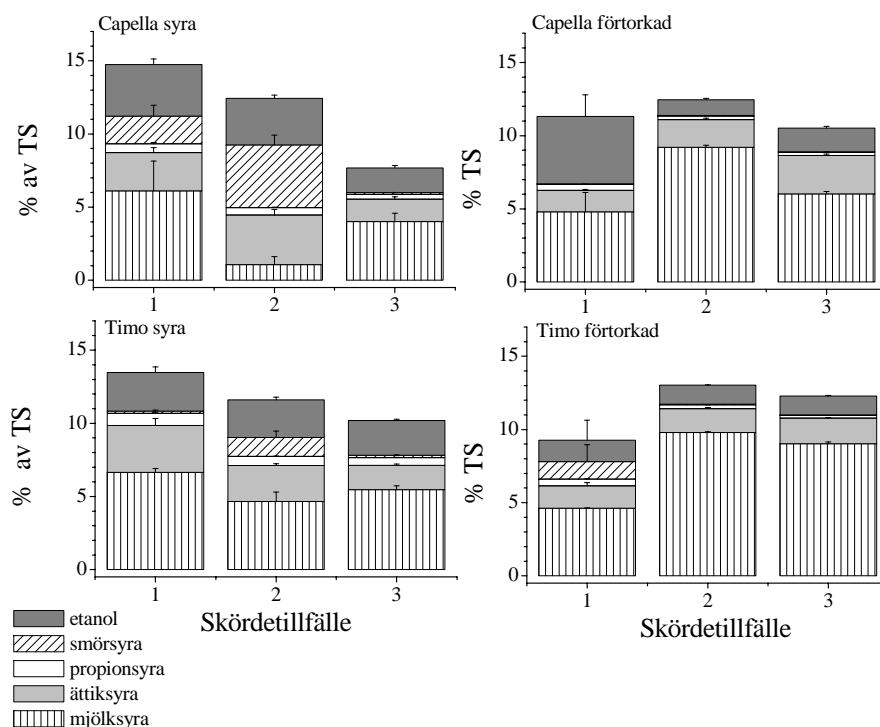 Capella syra
15
10
5
0
% av TS
1 2 3
Capella förtorkad
15
10
5
0
% TS
1 2 3
Timo syra
15
10
5
0
% av TS
1 2 3
Skördetillfälle
Timo förtorkad
15
10
5
0
% TS
1 2 3
Skördetillfälle
etanol
smörsyra
propionsyra
ättiksyra
mjölksyra